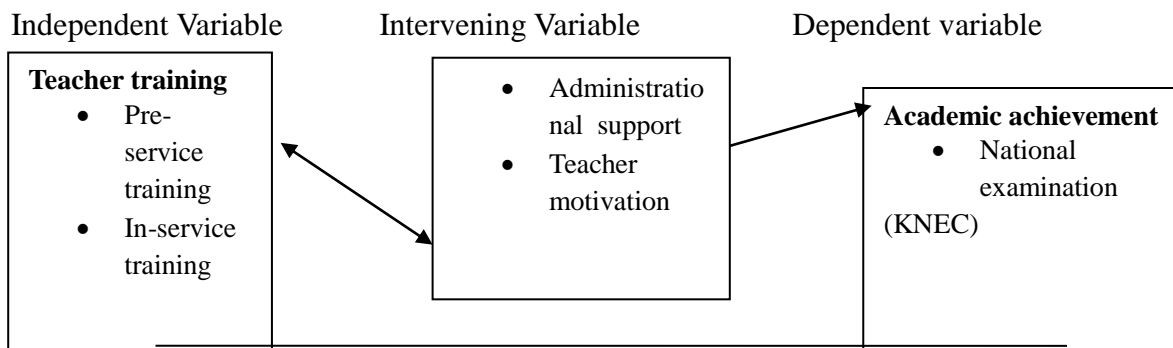 Independent Variable
Intervening Variable
Dependent variable
Teacher training
• Pre-
service
training
• In-service
training
• Administratio
nal support
• Teacher
motivation
Academic achievement
• National
examination
(KNEC)